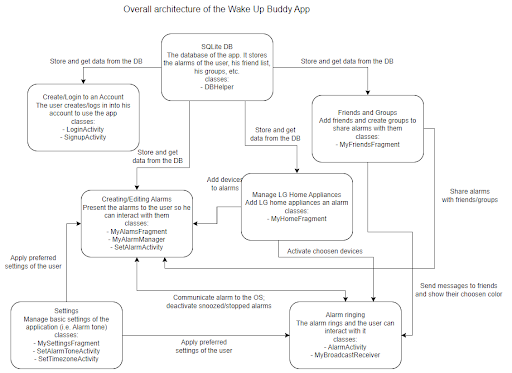 Overall architecture of the Wake Up Buddy App
SQLite DB
The database of the app. It stores
the alarms of the user, his friend list,
his groups, etc.
classes:
- DBHelper
Store and get data from the DB
Store and get data from the DB
Create/Login to an Account
The user creates/logs in into his
account to use the app
classes:
- LoginActivity
- SignupActivity
Friends and Groups
Add friends and create groups to
share alarms with them
classes:
- MyFriendsFragment
Store and get
data from the DB
Store and get
data from the DB
Add devices
to alarms
Share alarms
with friends/groups
Creating/Editing Alarms
Present the alarms to the user so he
can interact with them
classes:
- MyAlamsFragment
- MyAlarmManager
- SetAlarmActivity
Manage LG Home Appliances
Add LG home appliances an alarm
classes:
- MyHomeFragment
Activate choosen devices
Apply preferred
settings of the user
Send messages to friends
and show their choosen color
Communicate alarm to the OS;
deactivate snoozed/stopped alarms
Settings
Manage basic settings of the
application (i.e. Alarm tone)
classes:
- MySettingsFragment
- SetAlarmToneActivity
- SetTimezoneActivity
Apply preferred
settings of the user
Alarm ringing
The alarm rings and the user can
interact with it.
classes:
- AlarmActivity
- MyBroadcastReceiver